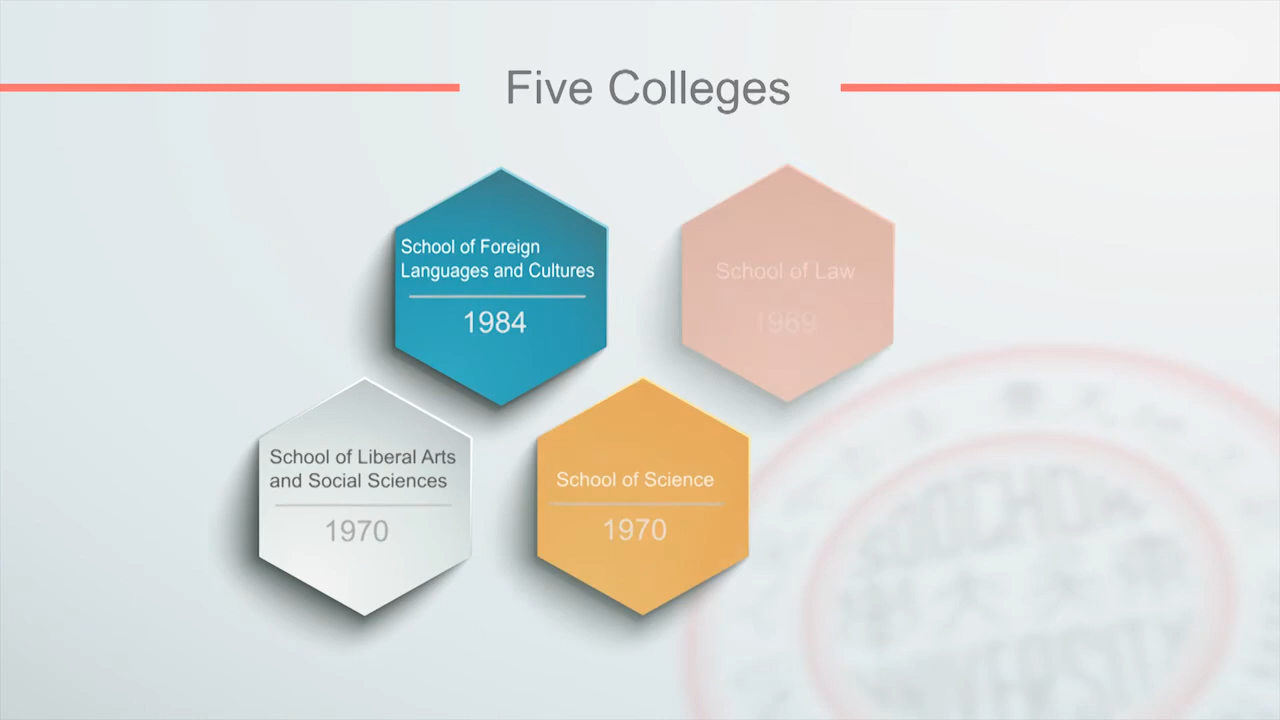 Five Colleges
School of Foreign
Languages and Cultures
1984
School of Law
1969
School of Liberal Arts
and Social Sciences
1970
School of Science
1970
SOOCHOW
UNIVERSITY